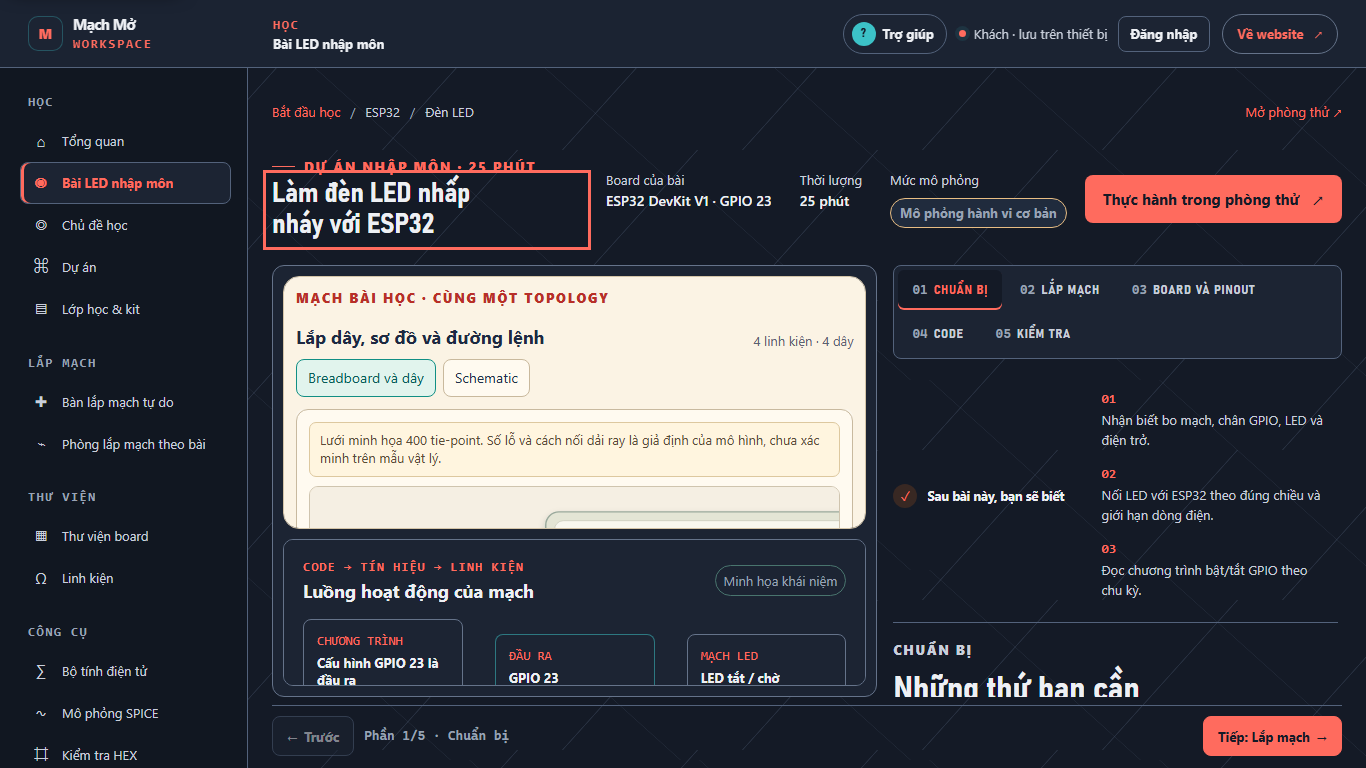 M
Mạch Mở
WORKSPACE
HỌC
Bài LED nhập môn
? Trợ giúp
Khách · lưu trên thiết bị
Đăng nhập
Về website ↗
HỌC
Tổng quan
Bài LED nhập môn
Chủ đề học
Dự án
Lớp học & kit
LẮP MẠCH
Bàn lắp mạch tự do
Phòng lắp mạch theo bài
THƯ VIỆN
Thư viện board
Ω Linh kiện
CÔNG CỤ
∑ Bộ tính điện tử
∿ Mô phỏng SPICE
Kiểm tra HEX
Bắt đầu học / ESP32 / Đèn LED
Mở phòng thử ↗
DỰ ÁN NHẬP MÔN · 25 PHÚT
Làm đèn LED nhấp
nháy với ESP32
Board của bài
ESP32 DevKit V1 · GPIO 23
Thời lượng
25 phút
Mức mô phỏng
Mô phỏng hành vi cơ bản
Thực hành trong phòng thử ↗
MẠCH BÀI HỌC · CÙNG MỘT TOPOLOGY
Lắp dây, sơ đồ và đường lệnh
4 linh kiện · 4 dây
Breadboard và dây
Schematic
Lưới minh họa 400 tie-point. Số lỗ và cách nối dải ray là giả định của mô hình, chưa xác
minh trên mẫu vật lý.
CODE → TÍN HIỆU → LINH KIỆN
Luồng hoạt động của mạch
Minh họa khái niệm
CHƯƠNG TRÌNH
Cấu hình GPIO 23 là
đầu ra
ĐẦU RA
GPIO 23
MẠCH LED
LED tắt / chờ
01 CHUẨN BỊ
02 LẮP MẠCH
03 BOARD VÀ PINOUT
04 CODE
05 KIỂM TRA
✓ Sau bài này, bạn sẽ biết
01
Nhận biết bo mạch, chân GPIO, LED và
điện trở.
02
Nối LED với ESP32 theo đúng chiều và
giới hạn dòng điện.
03
Đọc chương trình bật/tắt GPIO theo
chu kỳ.
CHUẨN BỊ
Những thứ bạn cần
← Trước
Phần 1/5 · Chuẩn bị
Tiếp: Lắp mạch →